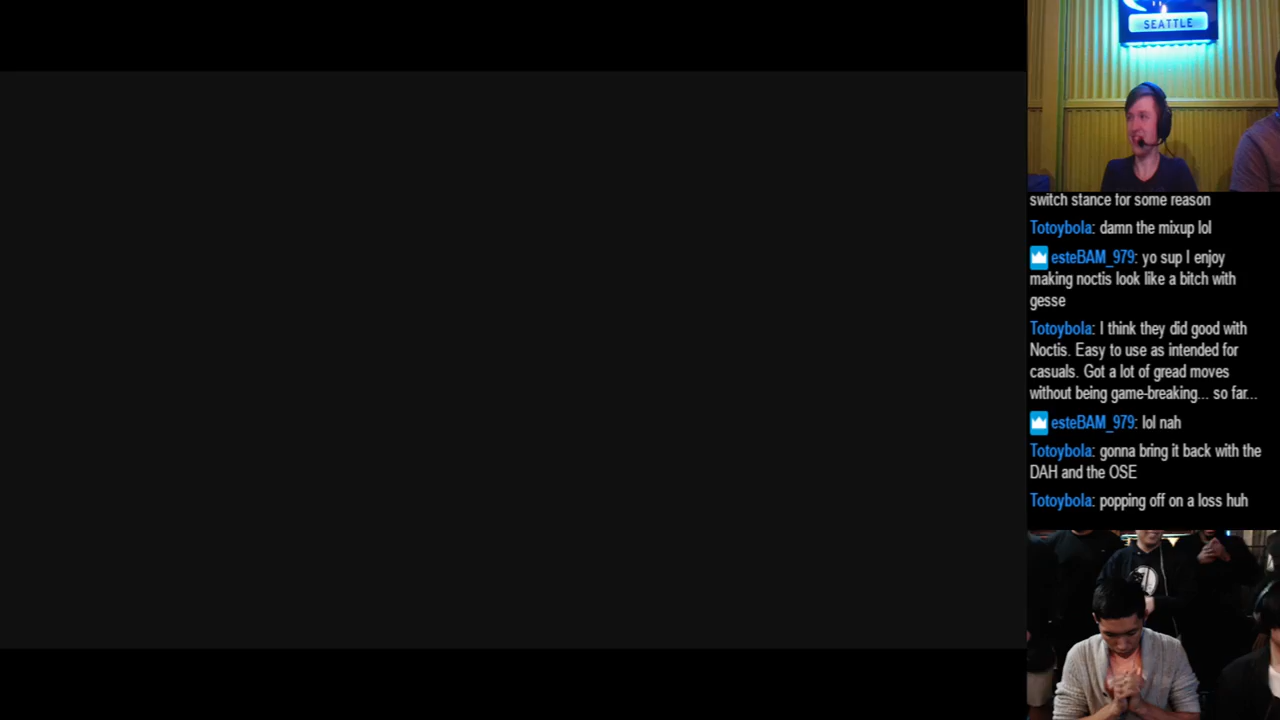 SEATTLE
switch stance for some reason
Totoybola: damn the mixup lol
esteBAM_979: yo sup I enjoy
making noctis look like a bitch with
gesse
Totoybola: I think they did good with
Noctis. Easy to use as intended for
casuals. Got a lot of gread moves
without being game-breaking... so far...
esteBAM_979: lol nah
Totoybola: gonna bring it back with the
DAH and the OSE
Totoybola: popping off on a loss huh